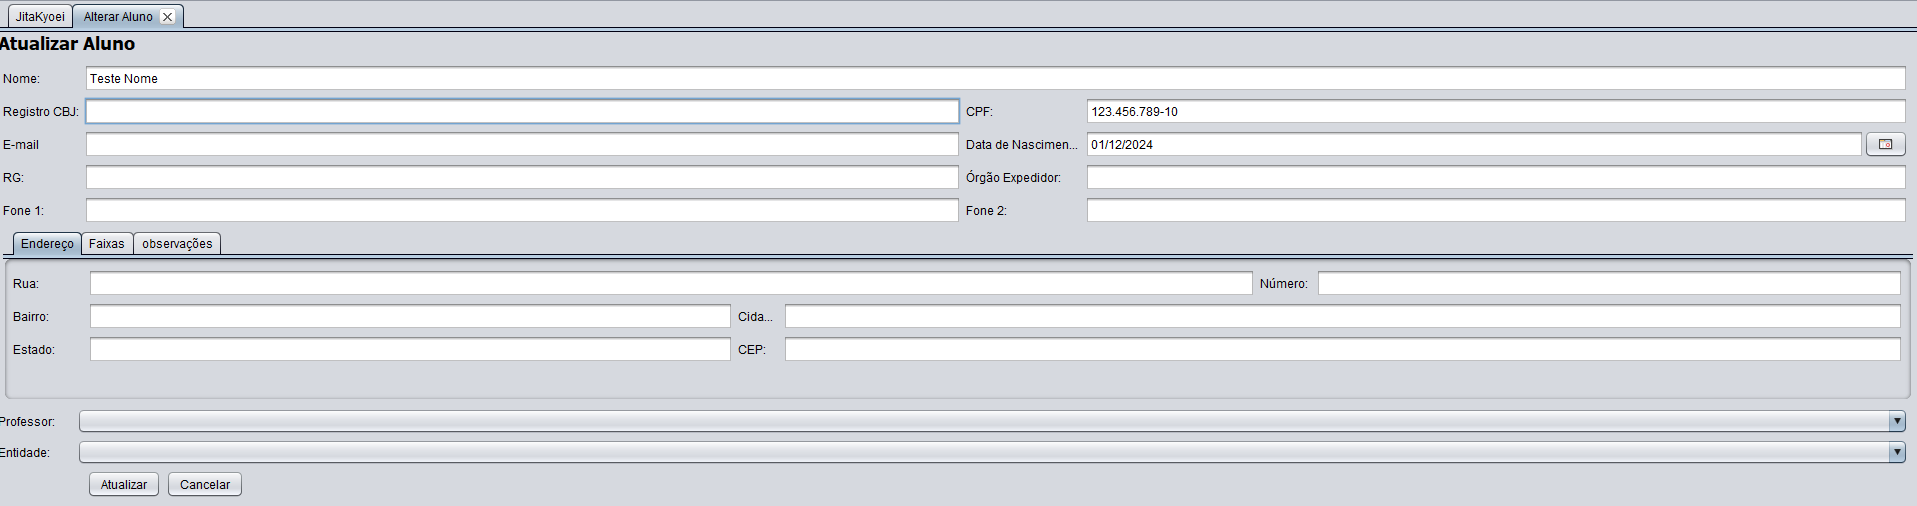 JitaKyoei Alterar Aluno
Atualizar Aluno
Nome: Teste Nome
Registro CBJ: CPF: 123.456.789-10
E-mail Data de Nascimen... 01/12/2024
RG: Órgão Expedidor:
Fone 1: Fone 2:
Endereço Faixas observações
Rua: Número:
Bairro: Cida...
Estado: CEP:
Professor:
Entidade:
Atualizar Cancelar